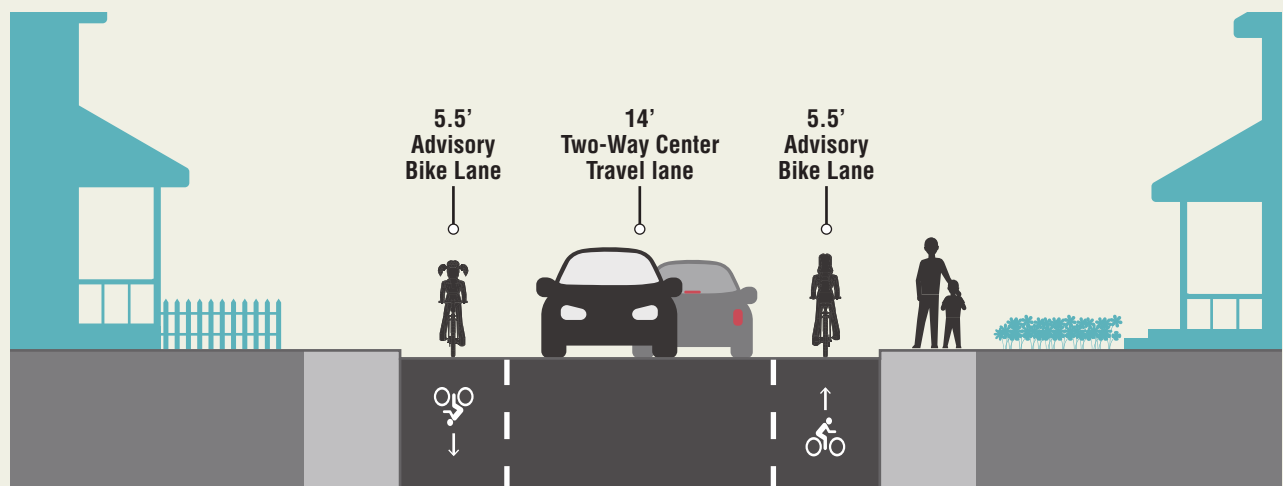 5.5’
Advisory
Bike Lane
14’
Two-Way Center
Travel lane
5.5’
Advisory
Bike Lane